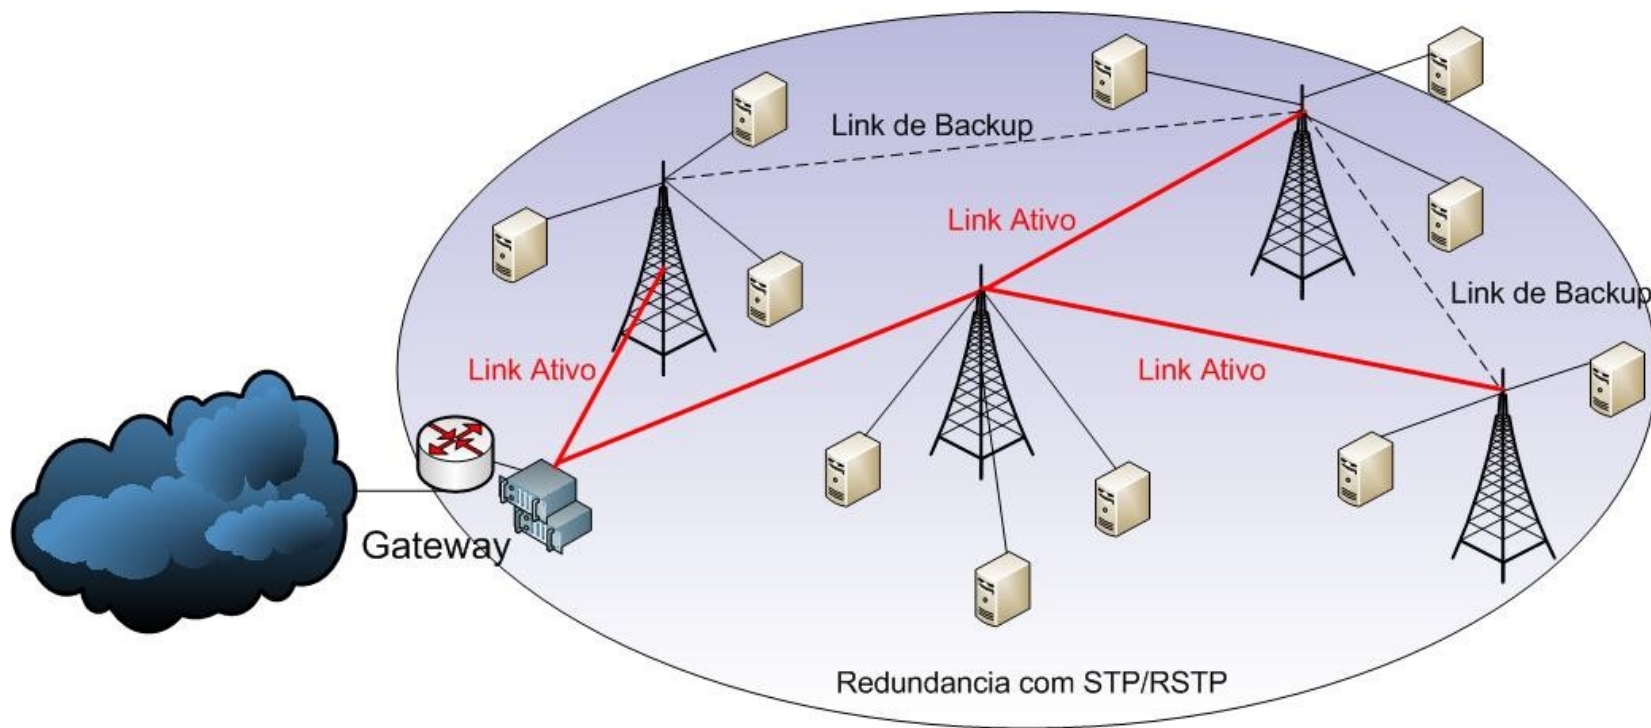 Link de Backup
Link Ativo
Link de Backup
Link Ativo
Link Ativo
Gateway
Redundancia com STP/RSTP